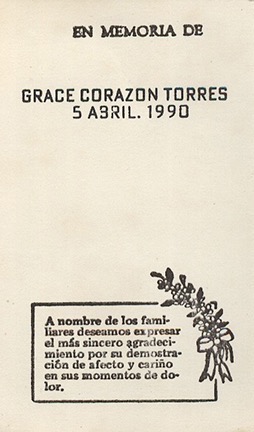 EN MEMORIA DE
GRACE CORAZON TORRES
5 ABRIL. 1990
A nombre de los fami-
liares deseamos expresar
el más sincero agradeci-
miento por su demostra-
ción de afecto y cariño
en sus momentos de do-
lor.